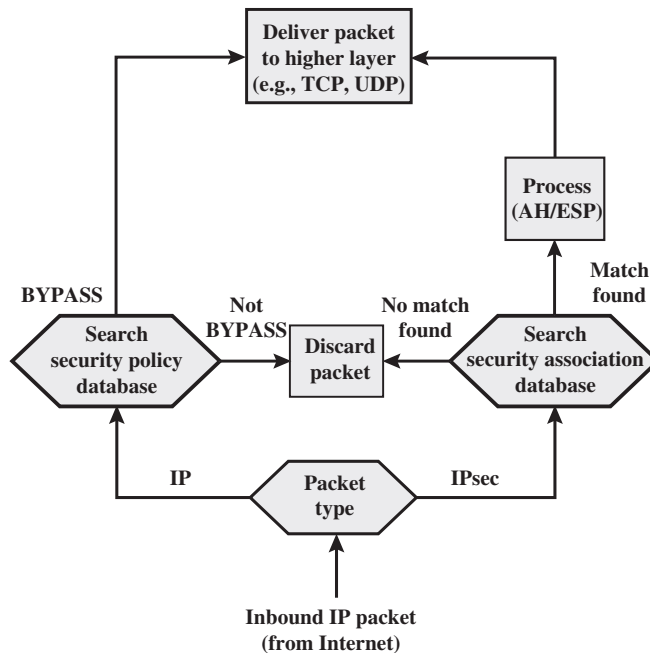 Deliver packet
to higher layer
(e.g., TCP, UDP)
Process
(AH/ESP)
BYPASS
Not
BYPASS
No match
found
Match
found
Search
security policy
database
Discard
packet
Search
security association
database
IP
Packet
type
IPsec
Inbound IP packet
(from Internet)